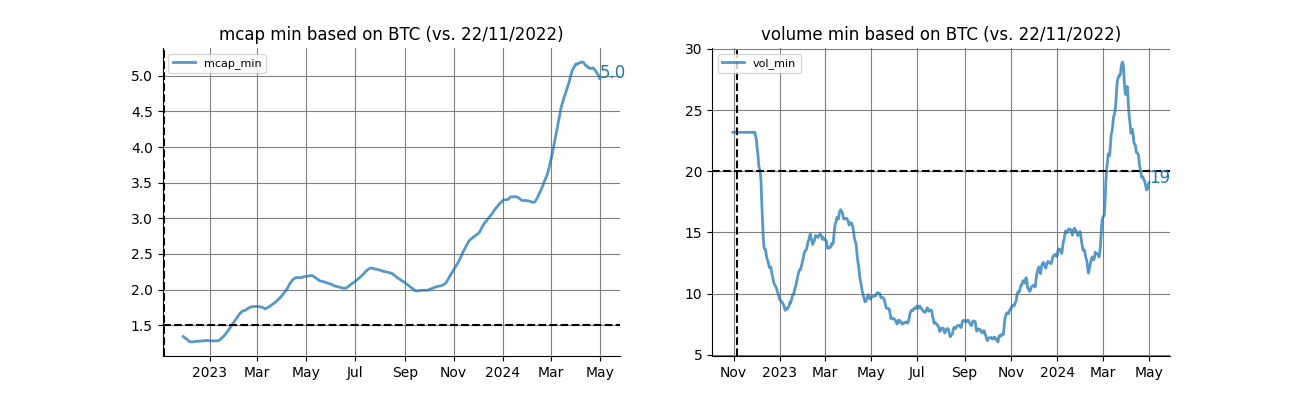 mcap min based on BTC (vs. 22/11/2022)
mcap_min
5.0
5.0
4.5
4.0
3.5
3.0
2.5
2.0
1.5
2023 Mar May Jul Sep Nov 2024 Mar May
volume min based on BTC (vs. 22/11/2022)
vol_min
30
25
20
19
15
10
5
Nov 2023 Mar May Jul Sep Nov 2024 Mar May